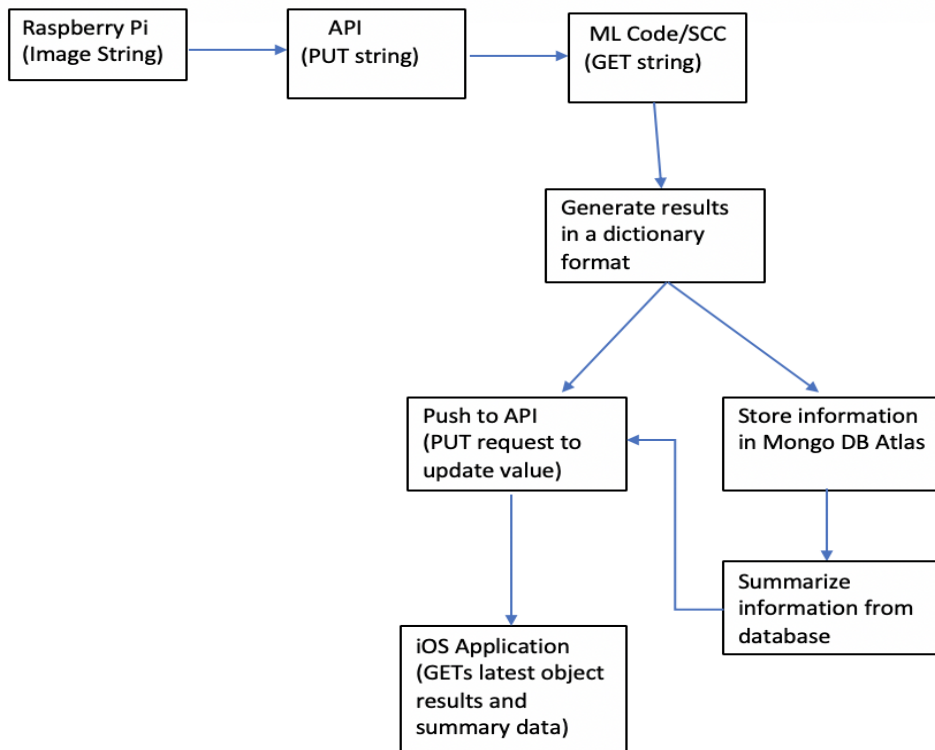 Raspberry Pi
(Image String)
API
(PUT string)
ML Code/SCC
(GET string)
Generate results
in a dictionary
format
Push to API
(PUT request to
update value)
Store information
in Mongo DB Atlas
Summarize
information from
database
iOS Application
(GETs latest object
results and
summary data)